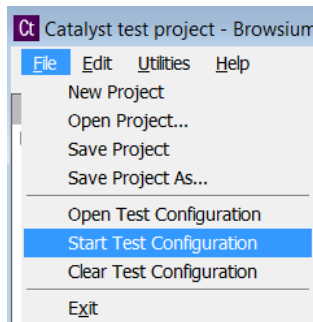 Ct Catalyst test project - Browsium
File Edit Utilities Help
New Project
Open Project...
Save Project
Save Project As...
Open Test Configuration
Start Test Configuration
Clear Test Configuration
Exit